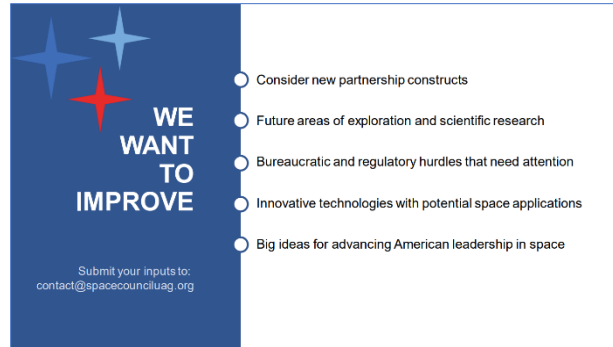 WE
WANT
TO
IMPROVE
Submit your inputs to:
contact@spacecounciluag.org
Consider new partnership constructs
Future areas of exploration and scientific research
Bureaucratic and regulatory hurdles that need attention
Innovative technologies with potential space applications
Big ideas for advancing American leadership in space